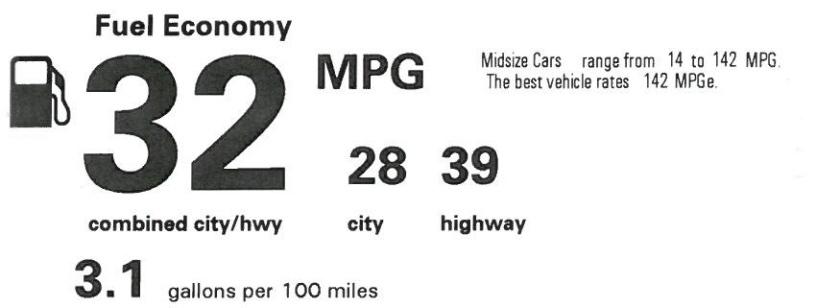 Fuel Economy
32 MPG
Midsize Cars range from 14 to 142 MPG.
The best vehicle rates 142 MPGe.
28 39
combined city/hwy city highway
3.1 gallons per 100 miles